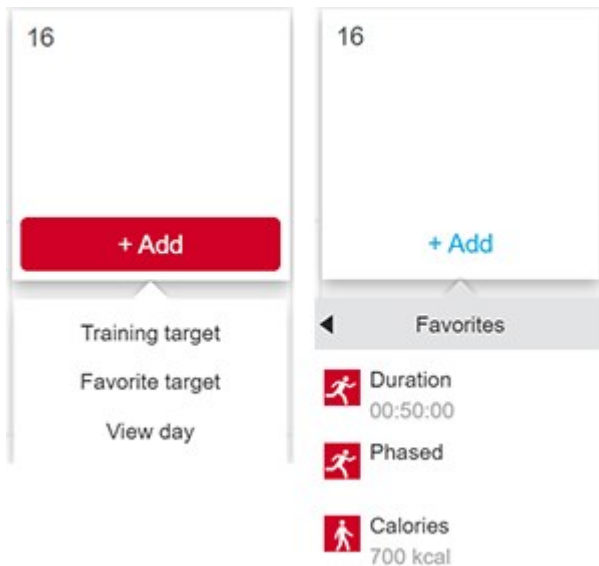 16
+ Add
Training target
Favorite target
View day
16
+ Add
Favorites
Duration
00:50:00
Phased
Calories
700 kcal